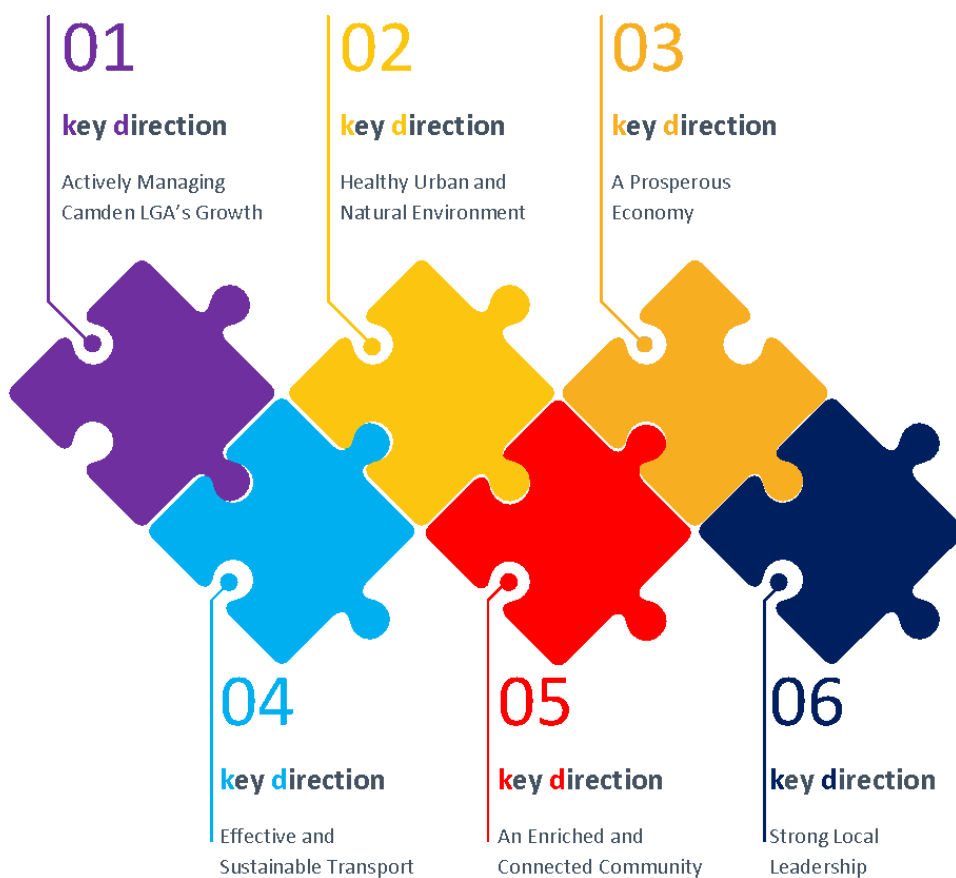 01
key direction
Actively Managing
Camden LGA's Growth
02
key direction
Healthy Urban and
Natural Environment
03
key direction
A Prosperous
Economy
04
key direction
Effective and
Sustainable Transport
05
key direction
An Enriched and
Connected Community
06
key direction
Strong Local
Leadership